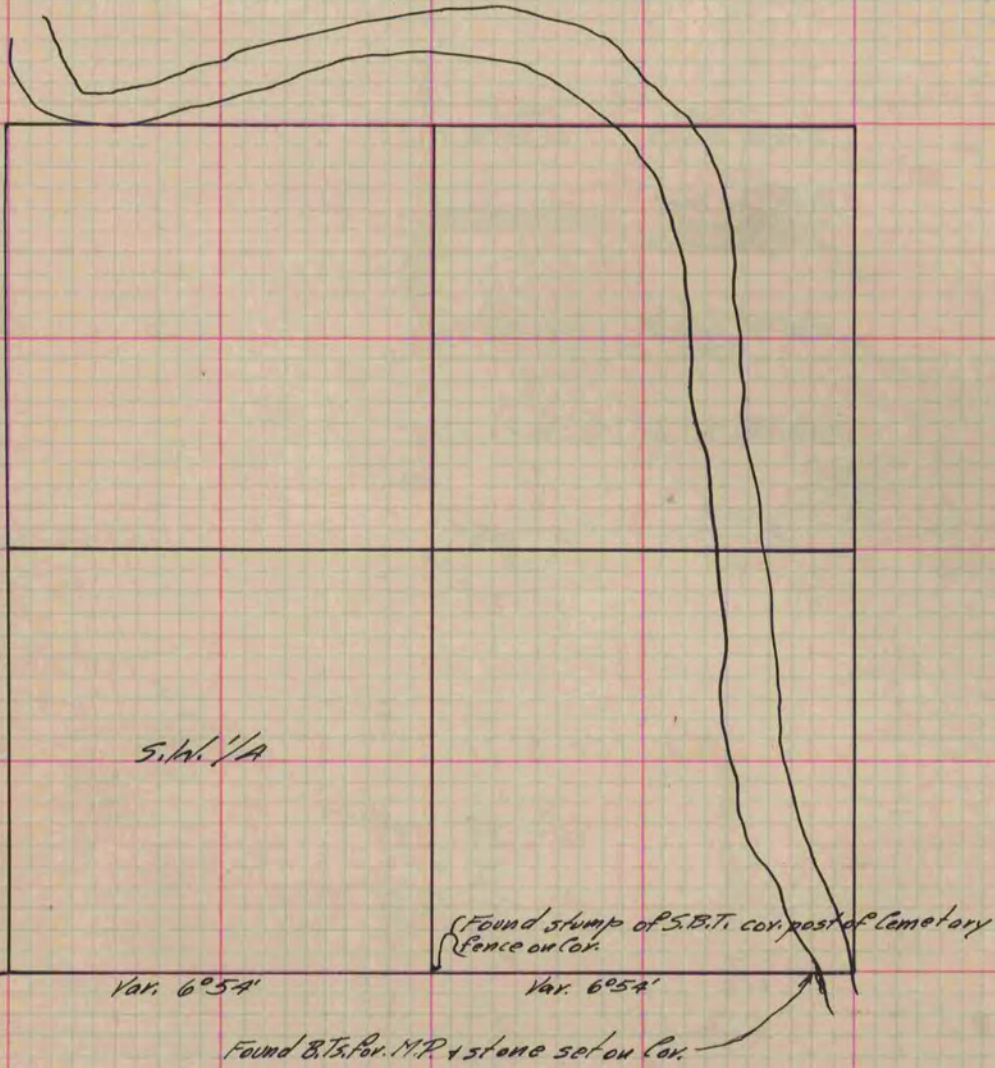 S.W. 1/4
Found stump of S.B.T. cor. post of Cemetary
fence on Cor.
Var. 6°54'
Var. 6°54'
Found B.Ts. for. M.P. & stone set on Cor.